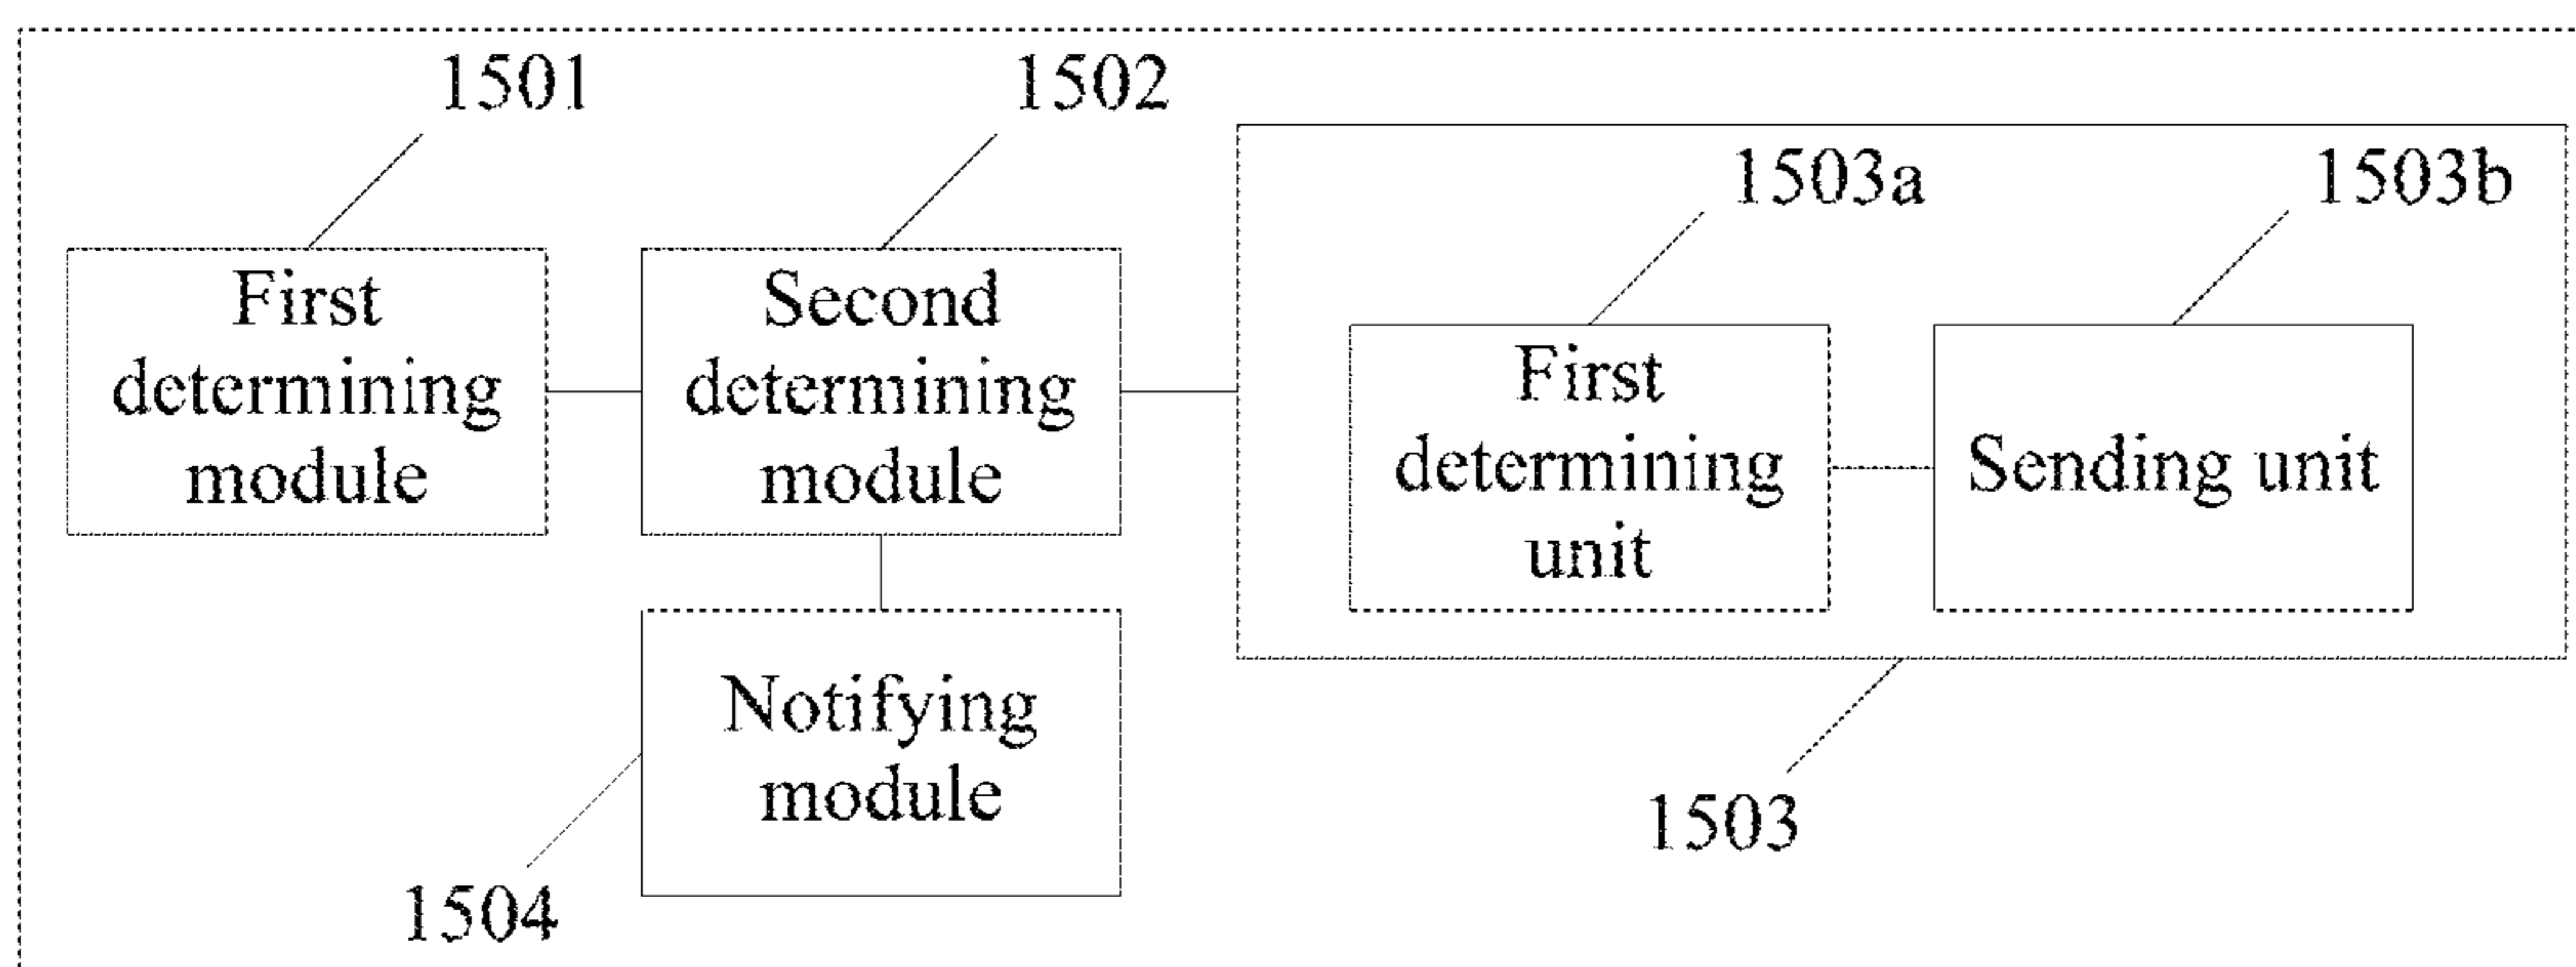 1501
1502
1503a
1503b
First
determining
module
Second
determining
module
First
determining
unit
Sending unit
Notifying
module
1503
1504